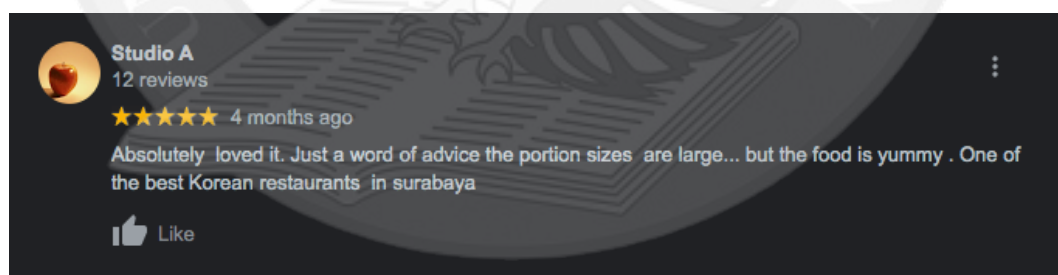 Studio A
12 reviews
4 months ago
Absolutely  loved it. Just a word of advice the portion sizes  are large... but the food is yummy . One of
the best Korean restaurants  in surabaya
Like